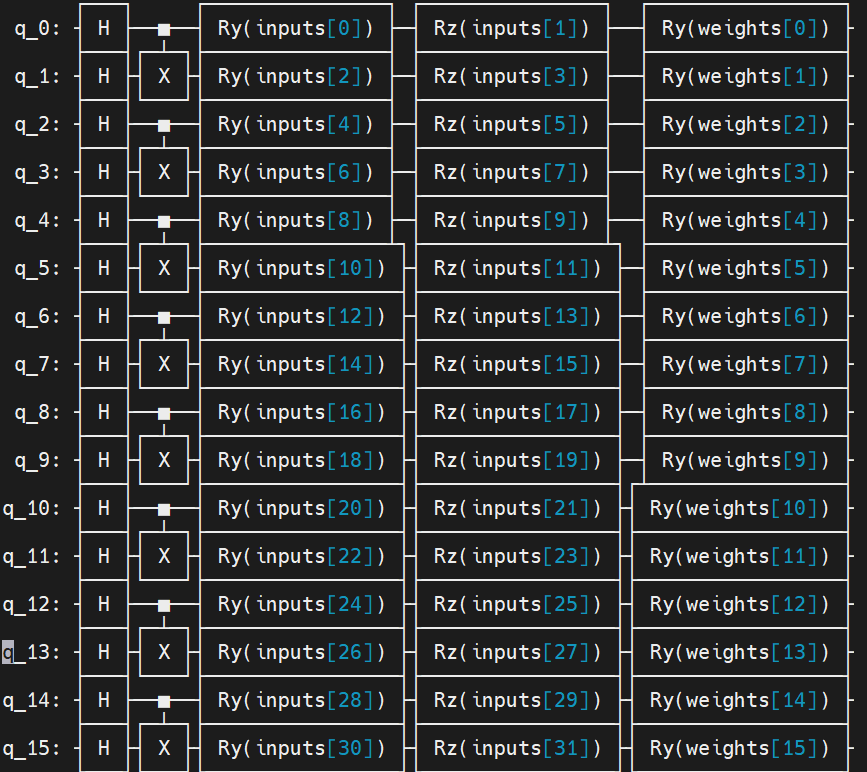 q_0: H ■ Ry(inputs[0]) Rz(inputs[1]) Ry(weights[0])
q_1: H X Ry(inputs[2]) Rz(inputs[3]) Ry(weights[1])
q_2: H ■ Ry(inputs[4]) Rz(inputs[5]) Ry(weights[2])
q_3: H X Ry(inputs[6]) Rz(inputs[7]) Ry(weights[3])
q_4: H ■ Ry(inputs[8]) Rz(inputs[9]) Ry(weights[4])
q_5: H X Ry(inputs[10]) Rz(inputs[11]) Ry(weights[5])
q_6: H ■ Ry(inputs[12]) Rz(inputs[13]) Ry(weights[6])
q_7: H X Ry(inputs[14]) Rz(inputs[15]) Ry(weights[7])
q_8: H ■ Ry(inputs[16]) Rz(inputs[17]) Ry(weights[8])
q_9: H X Ry(inputs[18]) Rz(inputs[19]) Ry(weights[9])
q_10: H ■ Ry(inputs[20]) Rz(inputs[21]) Ry(weights[10])
q_11: H X Ry(inputs[22]) Rz(inputs[23]) Ry(weights[11])
q_12: H ■ Ry(inputs[24]) Rz(inputs[25]) Ry(weights[12])
q_13: H X Ry(inputs[26]) Rz(inputs[27]) Ry(weights[13])
q_14: H ■ Ry(inputs[28]) Rz(inputs[29]) Ry(weights[14])
q_15: H X Ry(inputs[30]) Rz(inputs[31]) Ry(weights[15])